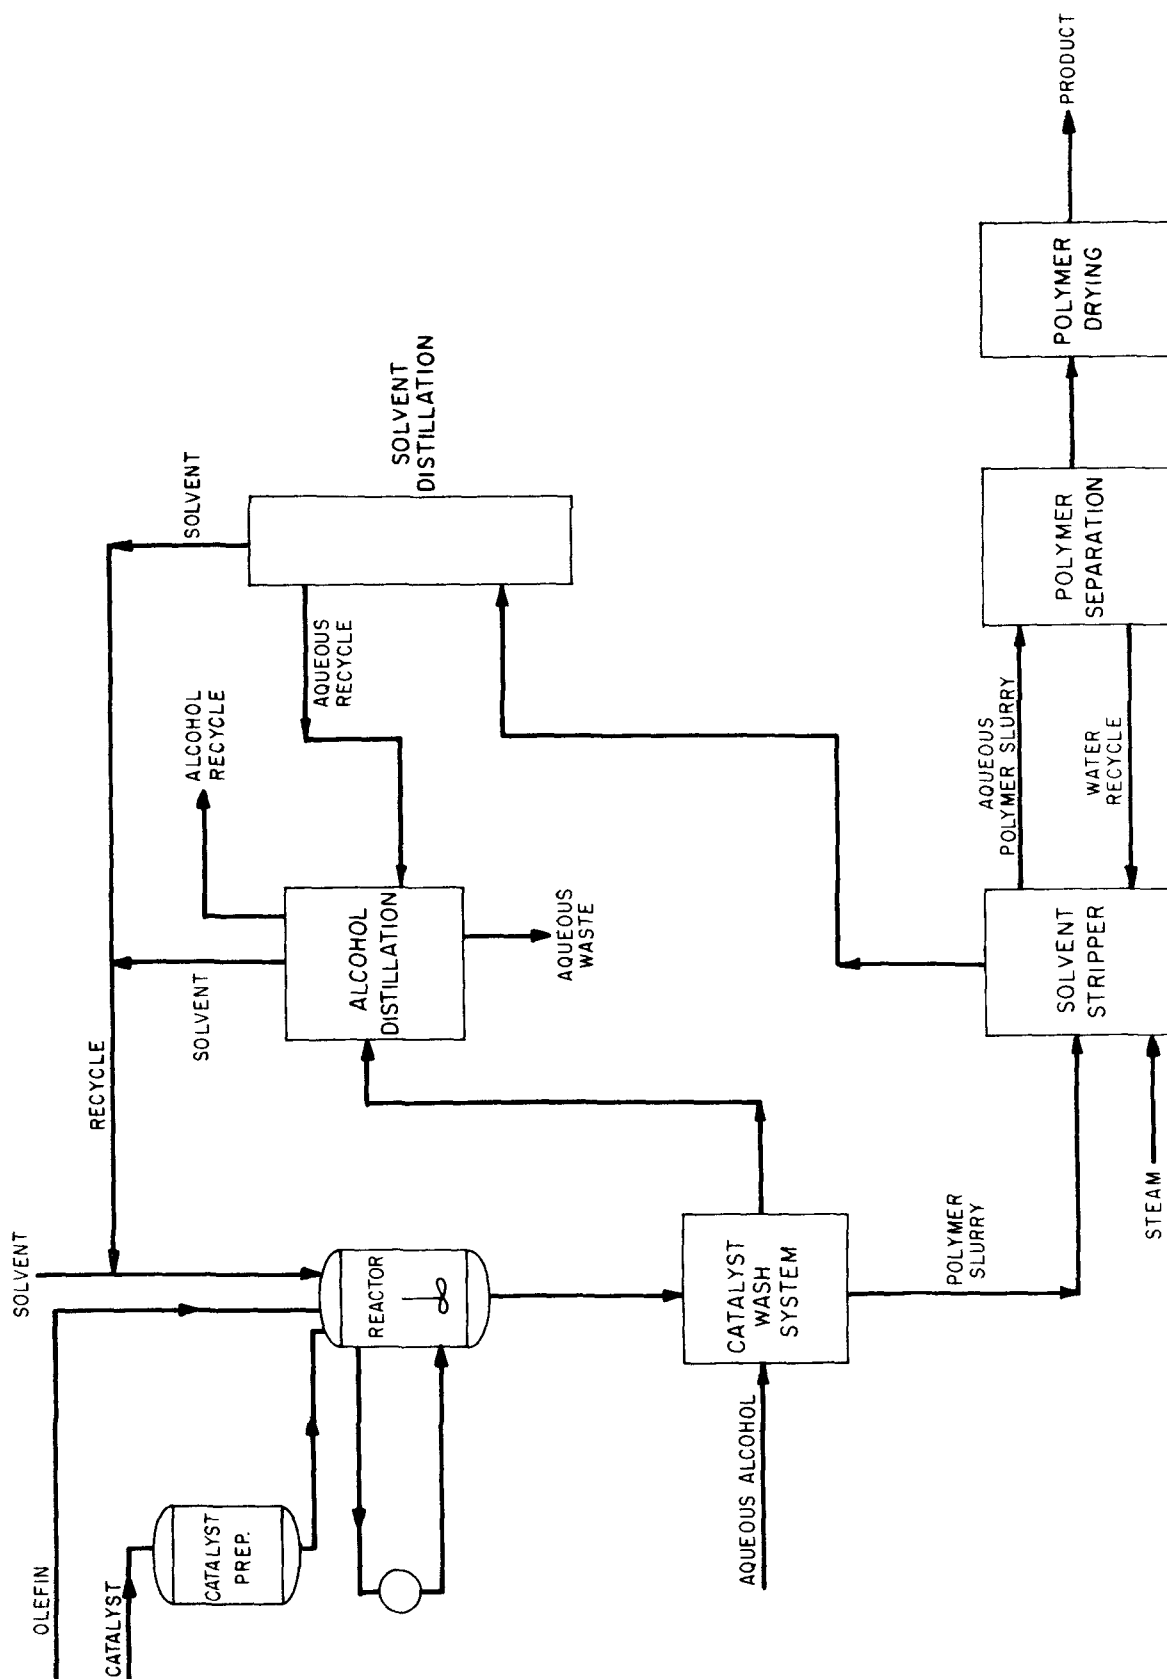 OLEFIN
CATALYST
CATALYST
PREP.
SOLVENT
REACTOR
RECYCLE
SOLVENT
ALCOHOL
RECYCLE
ALCOHOL
DISTILLATION
AQUEOUS
WASTE
AQUEOUS
RECYCLE
SOLVENT
SOLVENT
DISTILLATION
AQUEOUS ALCOHOL
CATALYST
WASH
SYSTEM
POLYMER
SLURRY
STEAM
SOLVENT
STRIPPER
AQUEOUS
POLYMER SLURRY
WATER
RECYCLE
POLYMER
SEPARATION
POLYMER
DRYING
PRODUCT